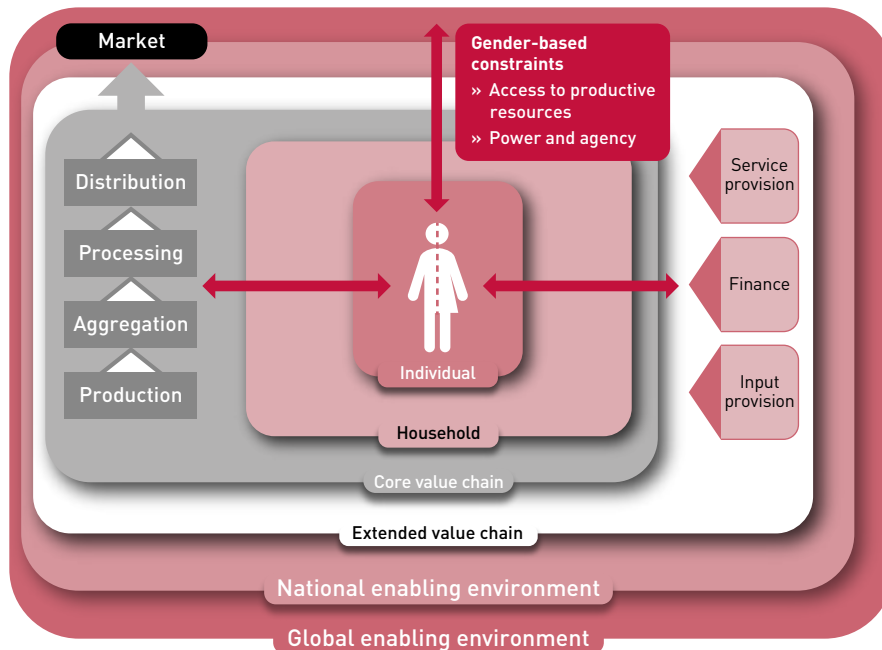 Market
Gender-based
constraints
» Access to productive
resources
» Power and agency
Distribution
Processing
Aggregation
Production
Service
provision
Finance
Input
provision
Individual
Household
Core value chain
Extended value chain
National enabling environment
Global enabling environment